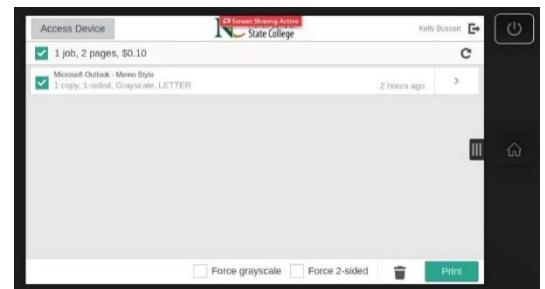 Access Device
Screen Sharing Active
State College
Kelly Bussart
1 job, 2 pages, $0.10
Microsoft Outlook - Memo Style
1 copy, 1-sided, Grayscale, LETTER
2 hours ago
Force grayscale
Force 2-sided
Print